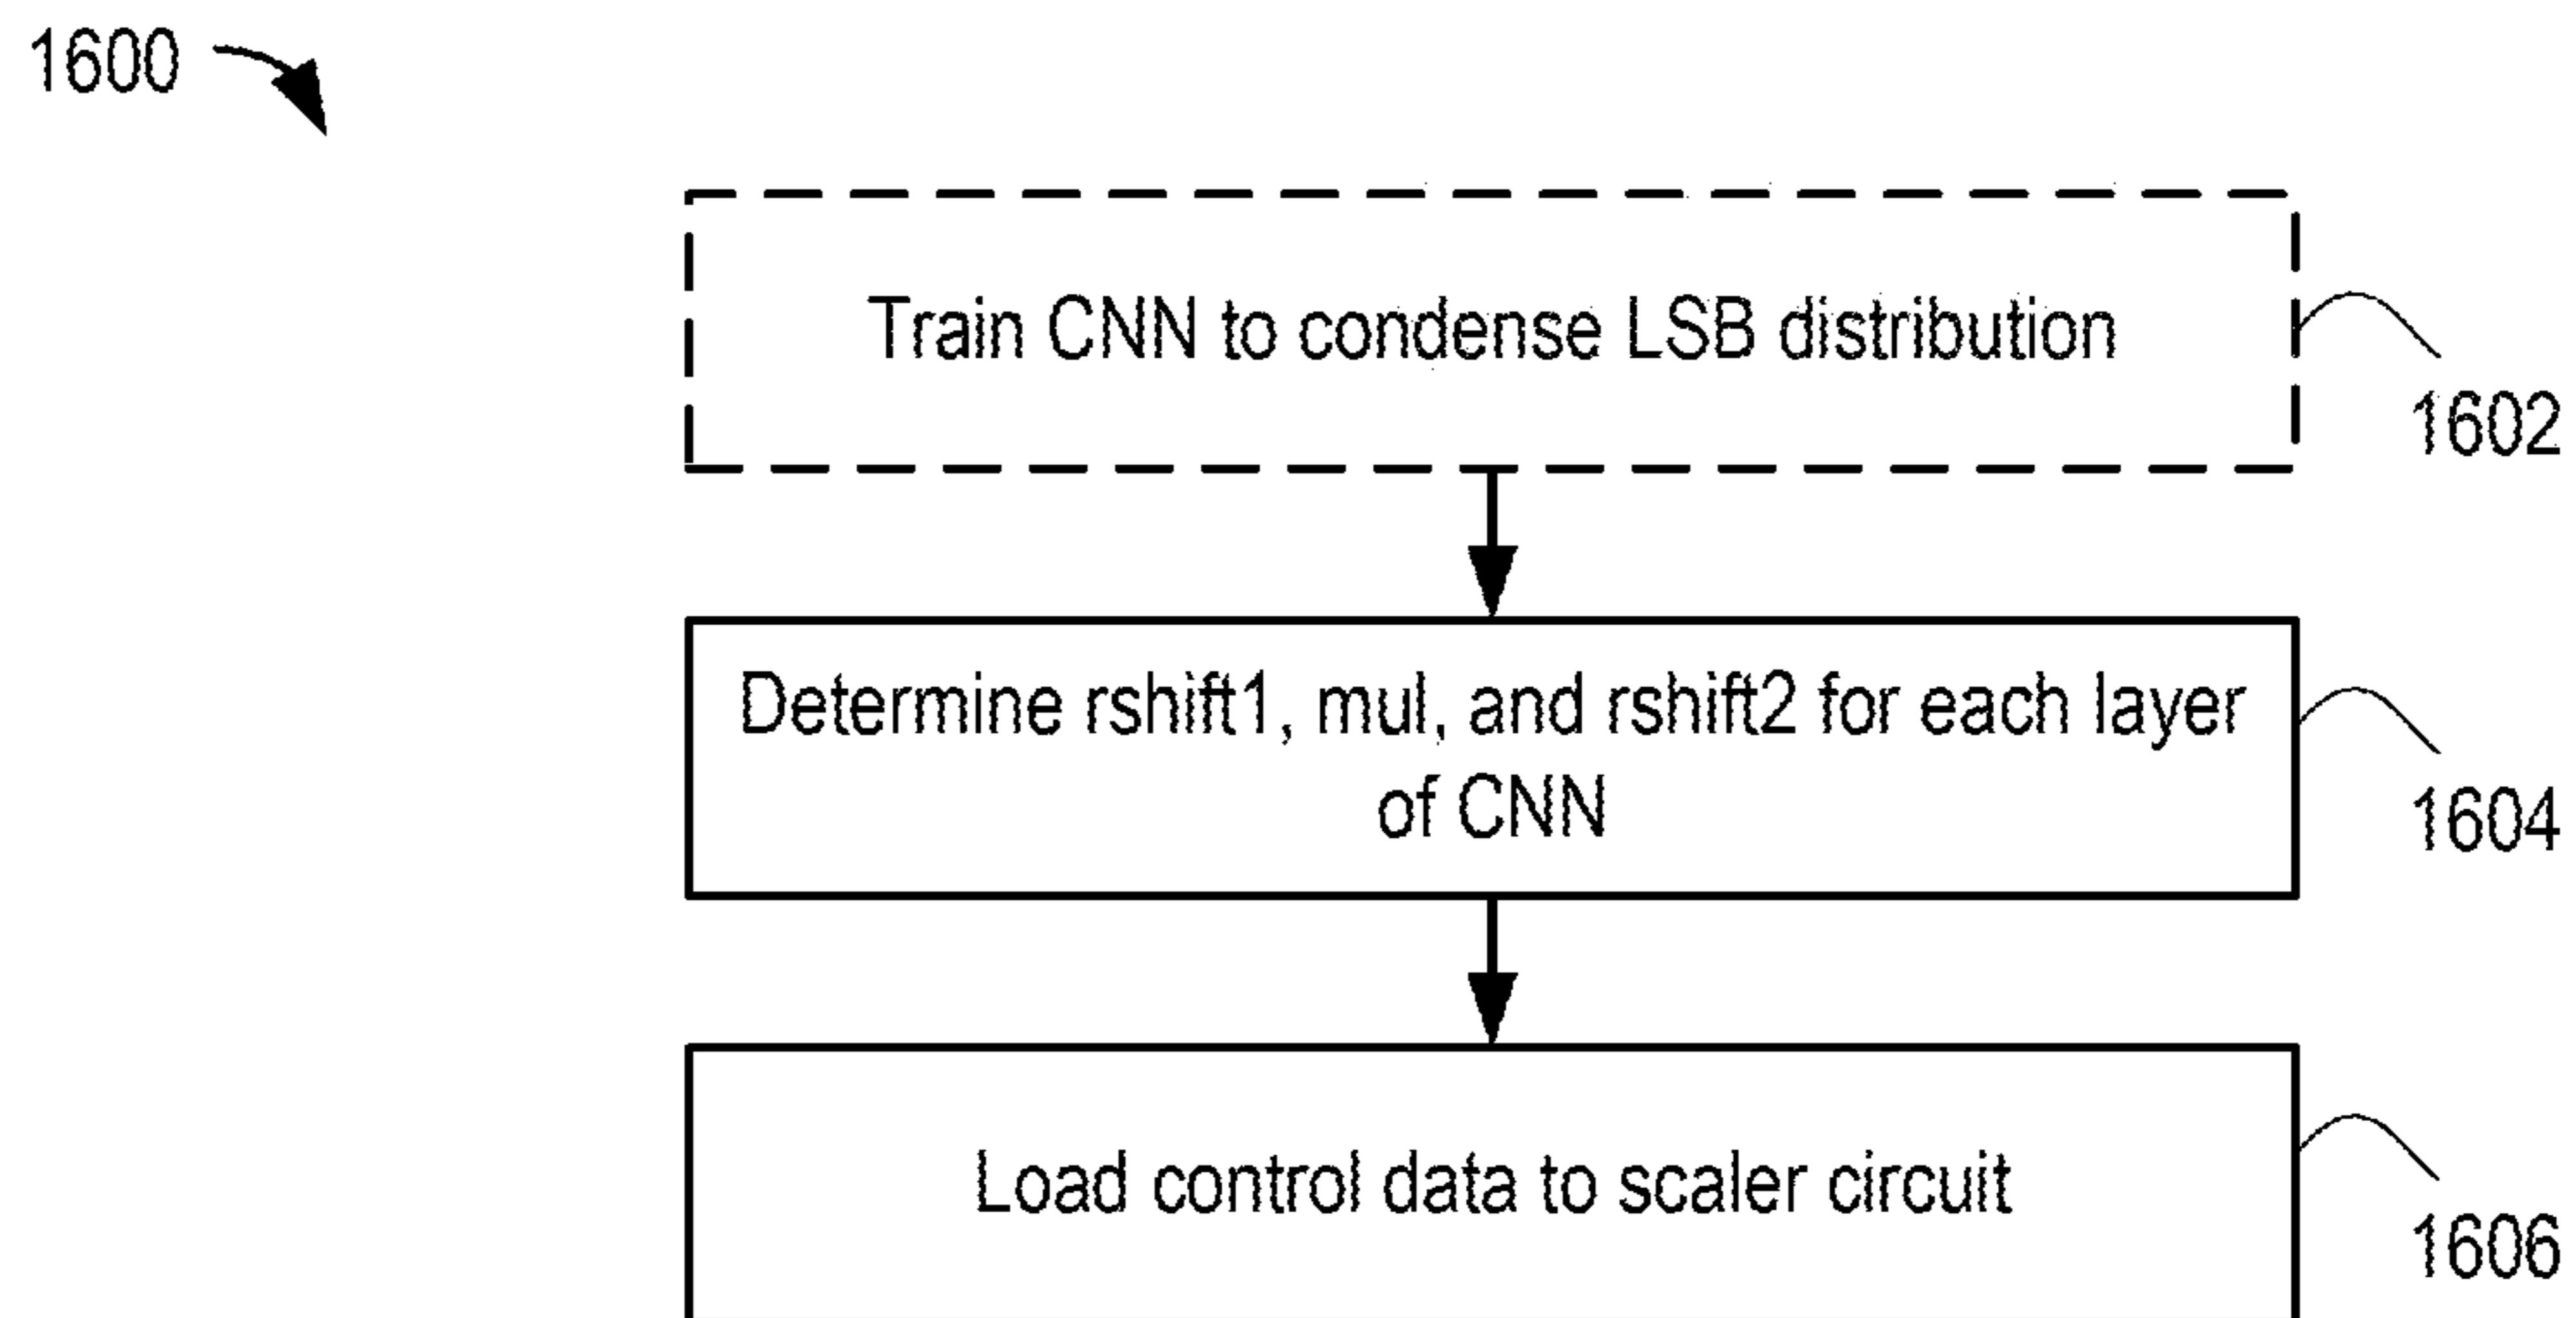 1600
Train CNN to condense LSB distribution
1602
Determine rshift1, mul, and rshift2 for each layer
of CNN
1604
Load control data to scaler circuit
1606